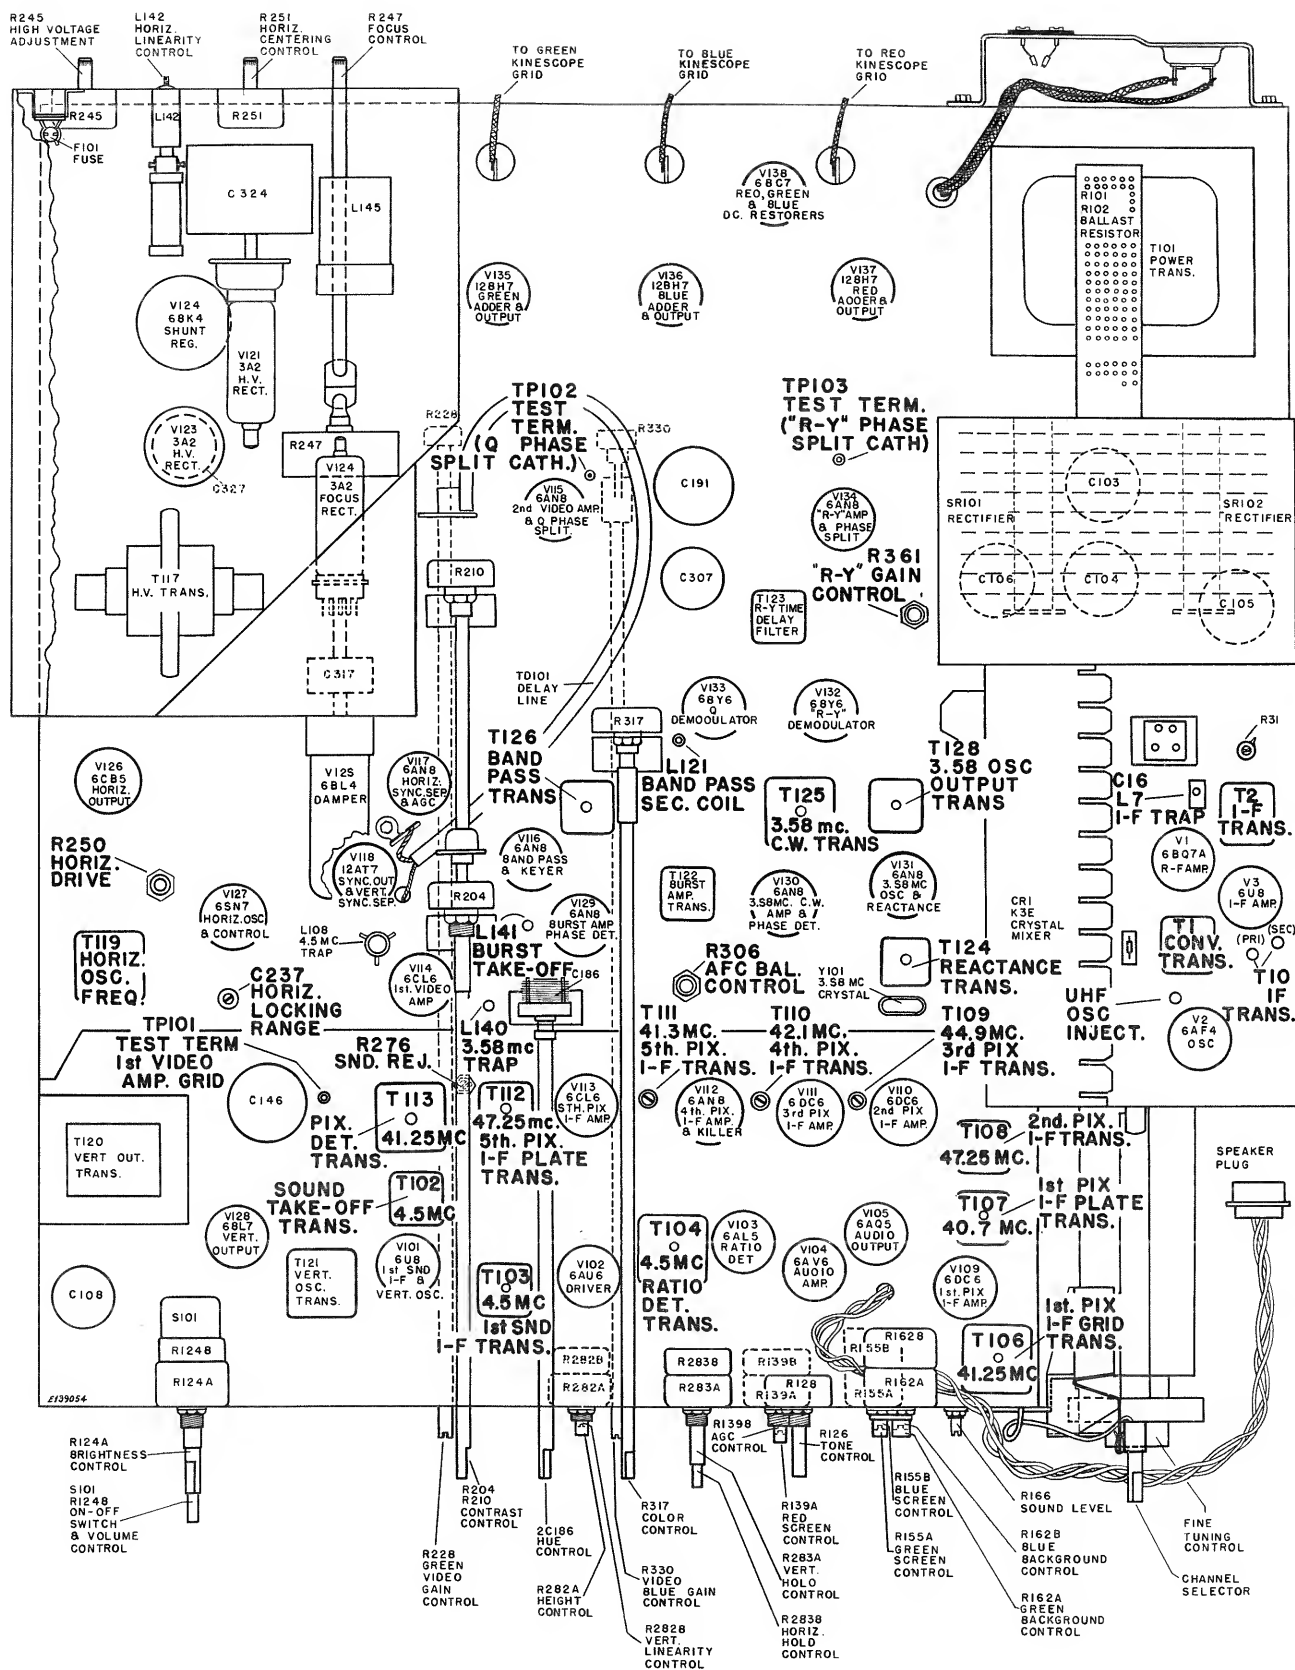 R245
HIGH VOLTAGE
ADJUSTMENT
L142
HORIZ.
LINEARITY
CONTROL
R251
HORIZ.
CENTERING
CONTROL
R247
FOCUS
CONTROL
TO GREEN
KINESCOPE
GRID
TO BLUE
KINESCOPE
GRID
TO REO
KINESCOPE
GRIO
R245
L142
R251
F101
FUSE
C324
L145
V138
6BC7
REO, GREEN
& BLUE
DC. RESTORERS
R101
R102
BALLAST
RESISTOR
T101
POWER
TRANS.
V124
6BK4
SHUNT
REG.
V121
3A2
H.V.
RECT.
V135
12BH7
GREEN
ADDER &
OUTPUT
V136
12BH7
BLUE
ADDER
& OUTPUT
V137
12BH7
RED
ADOER &
OUTPUT
V123
3A2
H.V.
RECT.
C327
R247
V124
3A2
FOCUS
RECT.
R228
TP102
TEST
TERM.
(Q PHASE
SPLIT CATH.)
R330
TP103
TEST TERM.
("R-Y" PHASE
SPLIT CATH)
V115
6AN8
2nd VIDEO AMP.
& Q PHASE
SPLIT
C191
V134
6AN8
"R-Y" AMP
& PHASE
SPLIT
SR101
RECTIFIER
C103
SR102
RECTIFIER
C106
C104
C105
T117
H.V. TRANS.
R210
C307
R361
"R-Y" GAIN
CONTROL
T123
R-Y TIME
DELAY
FILTER
C317
TD101
DELAY
LINE
V133
6BY6
Q
DEMODULATOR
V132
6BY6
"R-Y"
DEMODULATOR
R317
R31
V126
6CB5
HORIZ.
OUTPUT
V125
6BL4
DAMPER
V117
6AN8
HORIZ.
SYNC. SEP.
& AGC
T126
BAND
PASS
TRANS
L121
BAND PASS
SEC. COIL
T125
3.58 mc.
C.W. TRANS
T128
3.58 OSC
OUTPUT
TRANS
C16
L7
I-F TRAP
T2
I-F
TRANS.
R250
HORIZ.
DRIVE
V118
12AT7
SYNC. OUT
& VERT.
SYNC. SEP.
V116
6AN8
BAND PASS
& KEYER
V127
6SN7
HORIZ. OSC
& CONTROL
R204
V129
6AN8
BURST AMP
PHASE DET.
T122
BURST
AMP.
TRANS.
V130
6AN8
3.58MC. C.W.
AMP &
PHASE DET.
V131
6AN8
3.58 MC
OSC &
REACTANCE
CR1
K3E
CRYSTAL
MIXER
V1
6BQ7A
R-F AMP.
V3
6U8
I-F AMP.
T119
HORIZ.
OSC.
FREQ.
L108
4.5 MC
TRAP
C237
HORIZ.
LOCKING
RANGE
V114
6CL6
1st. VIDEO
AMP
L141
BURST
TAKE-OFF
C186
R306
AFC BAL.
CONTROL
Y101
3.58 MC
CRYSTAL
T124
REACTANCE
TRANS.
T1
CONV.
TRANS.
(PRI)
(SEC)
T10
IF
TRANS.
UHF
OSC
INJECT.
V2
6AF4
OSC
TP101
TEST TERM
1st VIDEO
AMP. GRID
R276
SND. REJ.
L140
3.58mc
TRAP
T111
41.3MC.
5th. PIX.
I-F TRANS.
T110
42.1MC.
4th. PIX.
I-F TRANS.
T109
44.9MC.
3rd PIX
I-F TRANS.
C146
PIX.
DET.
TRANS.
T113
41.25MC
T112
47.25mc.
5th. PIX.
I-F PLATE
TRANS.
V113
6CL6
5TH. PIX
I-F AMP.
V112
6AN8
4th. PIX.
I-F AMP.
& KILLER
V111
6DC6
3rd PIX
I-F AMP.
V110
6DC6
2nd PIX
I-F AMP.
T108
47.25 MC.
2nd. PIX.
I-F TRANS.
T120
VERT OUT.
TRANS.
SOUND
TAKE-OFF
TRANS.
T102
4.5MC
T107
40.7 MC.
1st PIX
I-F PLATE
TRANS.
SPEAKER
PLUG
V128
6BL7
VERT.
OUTPUT
T121
VERT.
OSC.
TRANS.
V101
6U8
1st SND
I-F &
VERT. OSC.
T103
4.5MC
1st SND
I-F TRANS.
V102
6AU6
DRIVER
T104
4.5MC
RATIO
DET.
TRANS.
V103
6AL5
RATIO
DET
V104
6AV6
AUOIO
AMP.
V105
6AQ5
AUDIO
OUTPUT
V109
6DC6
1st. PIX
I-F AMP.
1st. PIX
I-F GRID
TRANS.
T106
41.25MC
C108
S101
R124B
R124A
E139054
R282B
R282A
R283B
R283A
R139B
R139A
R128
R155B
R155A
R162B
R162A
R124A
BRIGHTNESS
CONTROL
S101
R124B
ON-OFF
SWITCH
& VOLUME
CONTROL
R228
GREEN
VIDEO
GAIN
CONTROL
R204
R210
CONTRAST
CONTROL
2C186
HUE
CONTROL
R282A
HEIGHT
CONTROL
R317
COLOR
CONTROL
R330
VIDEO
BLUE GAIN
CONTROL
R282B
VERT.
LINEARITY
CONTROL
R139B
AGC
CONTROL
R126
TONE
CONTROL
R139A
RED
SCREEN
CONTROL
R283A
VERT.
HOLD
CONTROL
R283B
HORIZ.
HOLD
CONTROL
R155B
BLUE
SCREEN
CONTROL
R155A
GREEN
SCREEN
CONTROL
R166
SOUND LEVEL
R162B
BLUE
BACKGROUND
CONTROL
R162A
GREEN
BACKGROUND
CONTROL
FINE
TUNING
CONTROL
CHANNEL
SELECTOR